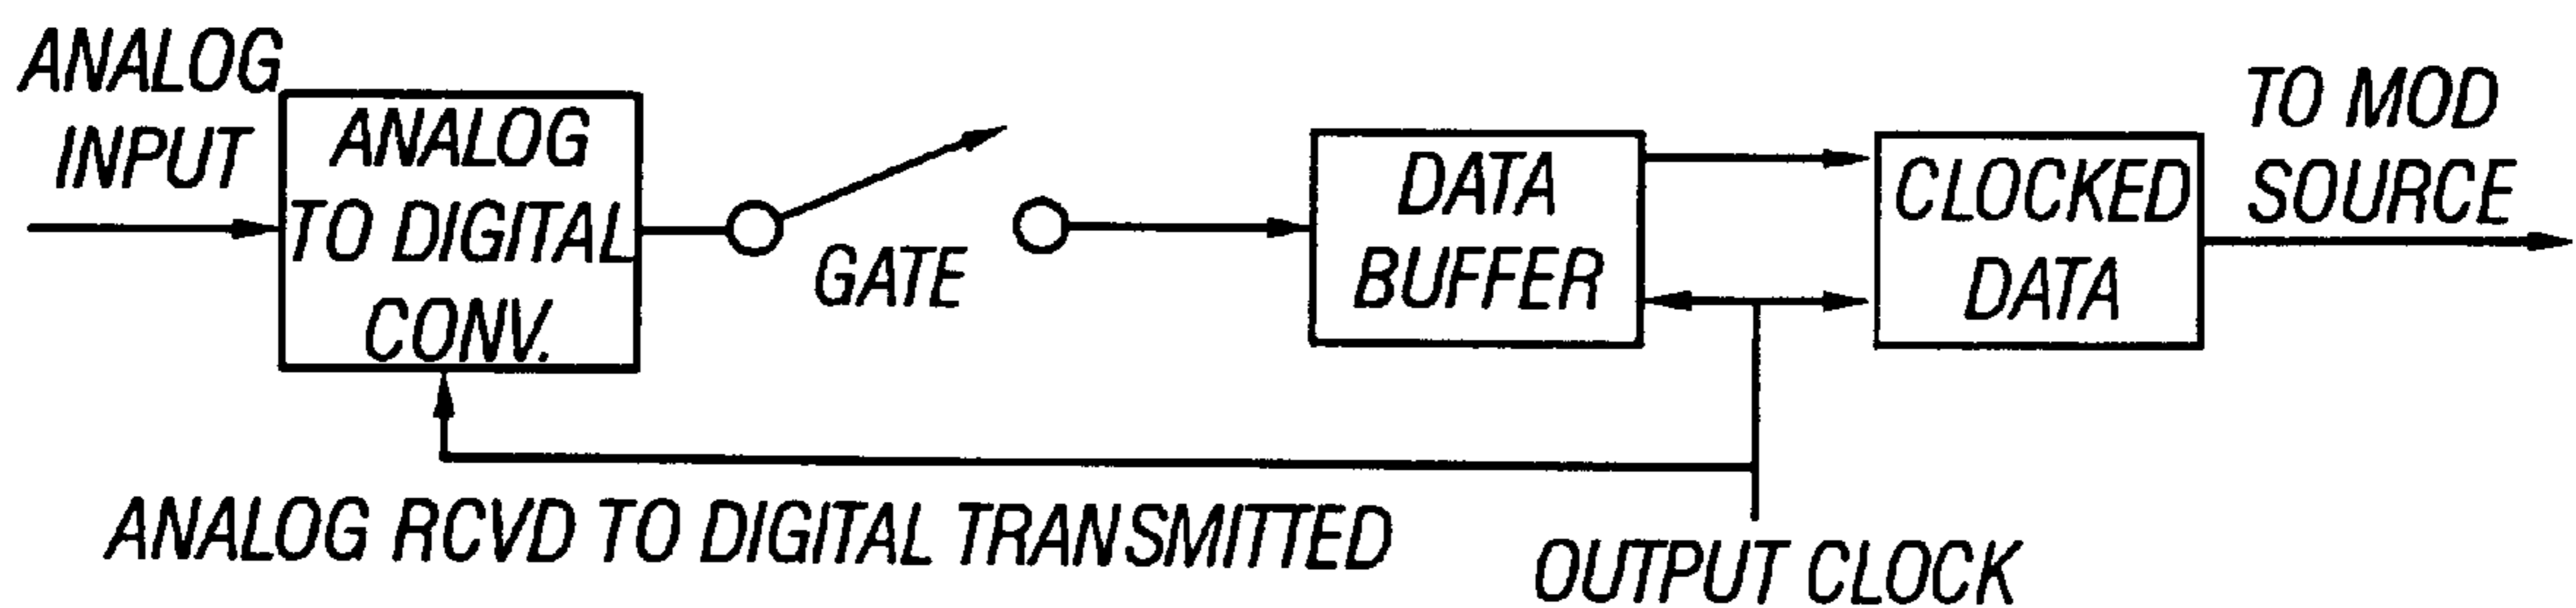 ANALOG
INPUT
ANALOG
TO DIGITAL
CONV.
GATE
DATA
BUFFER
CLOCKED
DATA
TO MOD
SOURCE
ANALOG RCVD TO DIGITAL TRANSMITTED
OUTPUT CLOCK